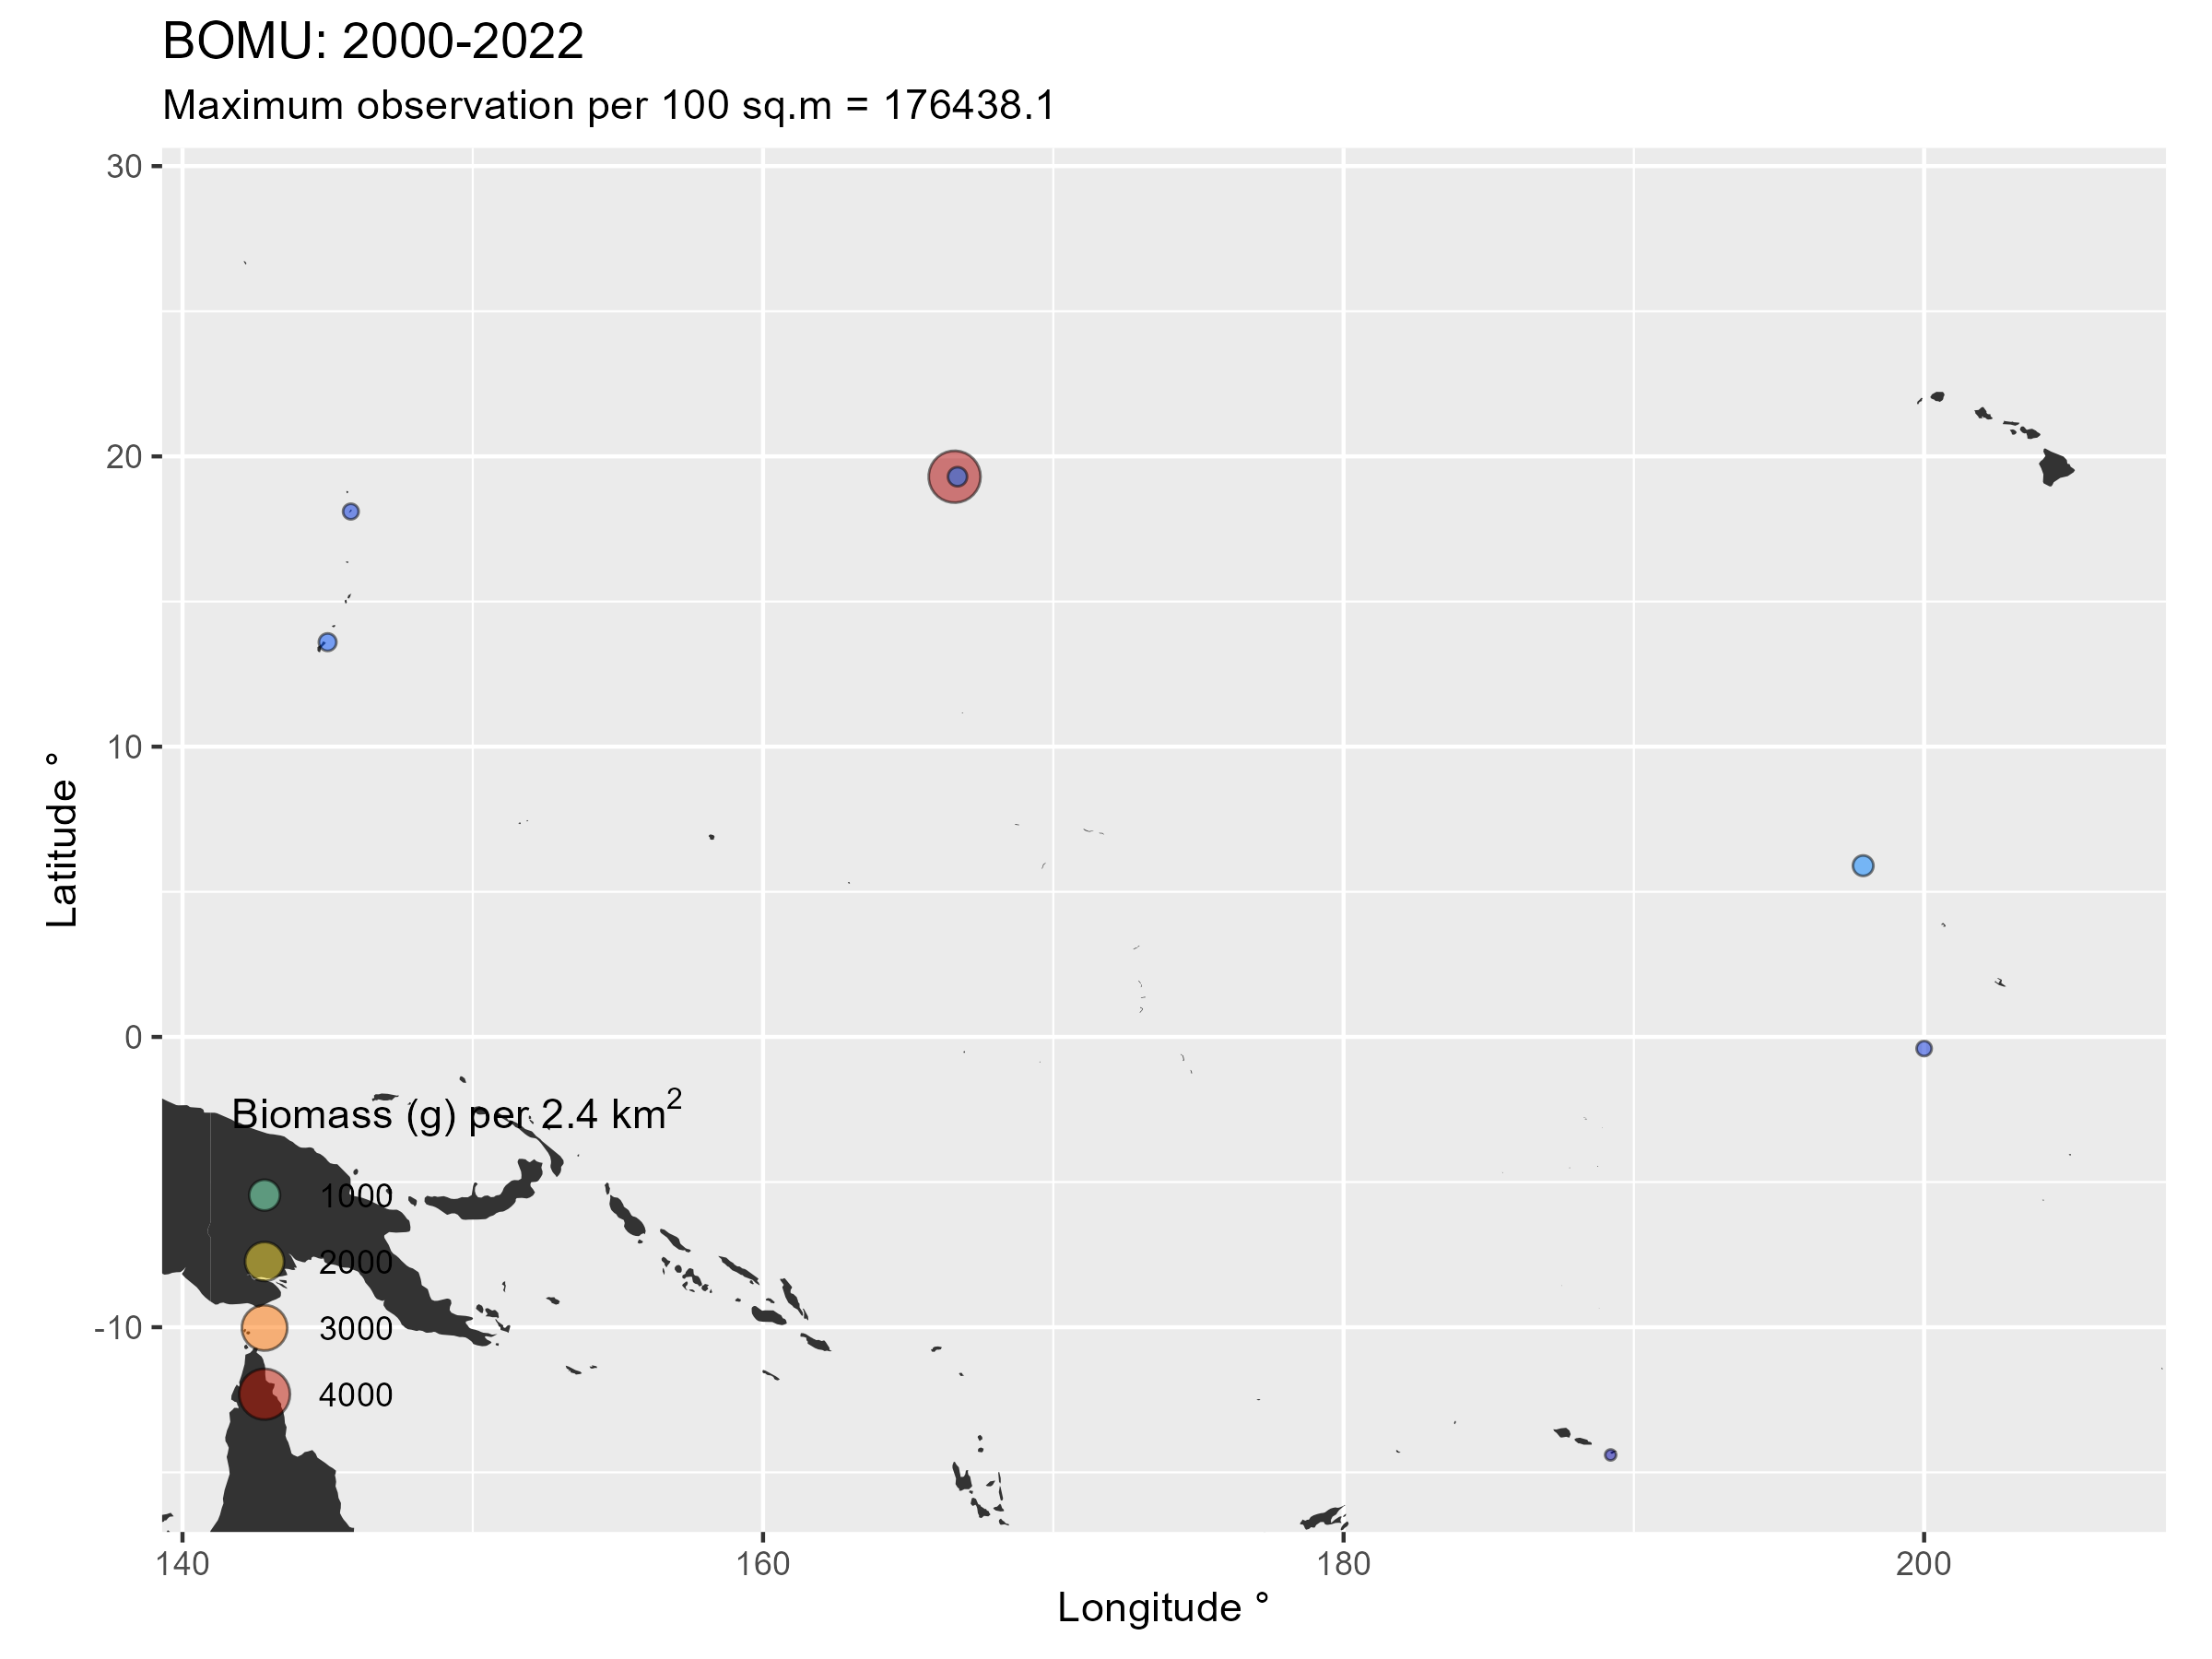 BOMU: 2000-2022
Maximum observation per 100 sq.m = 176438.1
30
20
10
0
-10
Latitude °
Biomass (g) per 2.4 km²
1000
2000
3000
4000
140 160 180 200
Longitude °